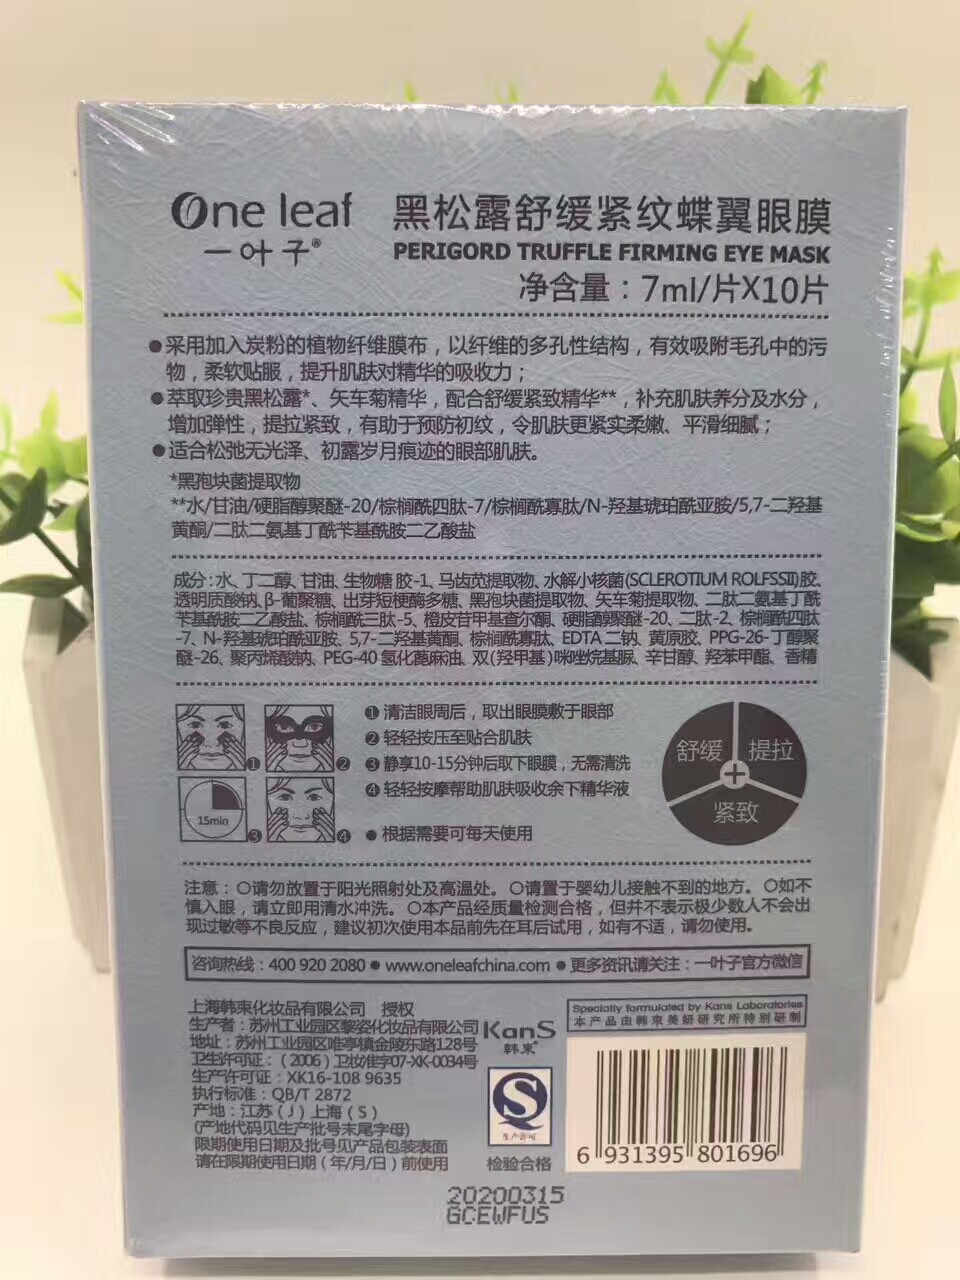 One leaf
一叶子®
黑松露舒缓紧纹蝶翼眼膜
PERIGORD TRUFFLE FIRMING EYE MASK
净含量：7ml/片X10片
●采用加入炭粉的植物纤维膜布，以纤维的多孔性结构，有效吸附毛孔中的污
物，柔软贴服，提升肌肤对精华的吸收力；
●萃取珍贵黑松露*、矢车菊精华，配合舒缓紧致精华**，补充肌肤养分及水分，
增加弹性，提拉紧致，有助于预防初纹，令肌肤更紧实柔嫩、平滑细腻；
●适合松弛无光泽、初露岁月痕迹的眼部肌肤。
*黑孢块菌提取物
**水/甘油/硬脂醇聚醚-20/棕榈酰四肽-7/棕榈酰寡肽/N-羟基琥珀酰亚胺/5,7-二羟基
黄酮/二肽二氨基丁酰苄基酰胺二乙酸盐
成分：水、丁二醇、甘油、生物糖胶-1、马齿苋提取物、水解小核菌(SCLEROTIUM ROLFSSII)胶、
透明质酸钠、β-葡聚糖、出芽短梗酶多糖、黑孢块菌提取物、矢车菊提取物、二肽二氨基丁酰
苄基酰胺二乙酸盐、棕榈酰三肽-5、橙皮苷甲基查尔酮、硬脂醇聚醚-20、二肽-2、棕榈酰四肽
-7、N-羟基琥珀酰亚胺、5,7-二羟基黄酮、棕榈酰寡肽、EDTA二钠、黄原胶、PPG-26-丁醇聚
醚-26、聚丙烯酸钠、PEG-40氢化蓖麻油、双(羟甲基)咪唑烷基脲、辛甘醇、羟苯甲酯、香精
❶清洁眼周后，取出眼膜敷于眼部
❷轻轻按压至贴合肌肤
❸静享10-15分钟后取下眼膜，无需清洗
❹轻轻按摩帮助肌肤吸收余下精华液
●根据需要可每天使用
❶
❷
15min
❸
❹
舒缓
提拉
紧致
注意：○请勿放置于阳光照射处及高温处。○请置于婴幼儿接触不到的地方。○如不
慎入眼，请立即用清水冲洗。○本产品经质量检测合格，但并不表示极少数人不会出
现过敏等不良反应，建议初次使用本品前先在耳后试用，如有不适，请勿使用。
咨询热线：400 920 2080●www.oneleafchina.com●更多资讯请关注：一叶子官方微信
上海韩束化妆品有限公司 授权
生产者：苏州工业园区黎姿化妆品有限公司
地址：苏州工业园区唯亭镇金陵东路128号
卫生许可证：(2006)卫妆准字07-XK-0034号
生产许可证：XK16-108 9635
执行标准：QB/T 2872
产地：江苏(J)上海(S)
(产地代码见生产批号末尾字母)
限期使用日期及批号见产品包装表面
请在限期使用日期(年/月/日)前使用
KanS
韩束
生产许可
检验合格
Specially formulated by Kans Laboratories
本产品由韩束美妍研究所特别研制
6 931395 801696
20200315
GCEWFUS